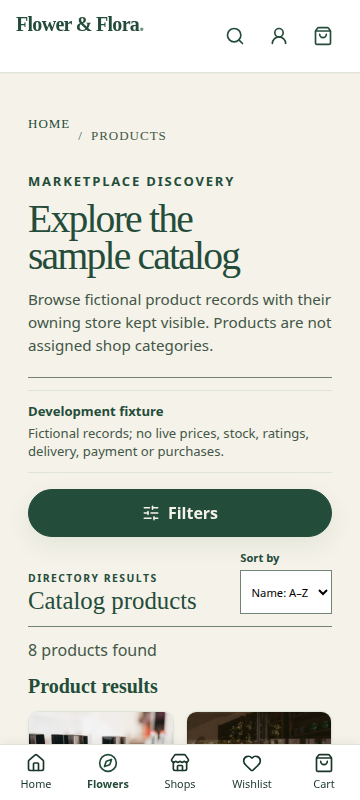 Flower & Flora.
HOME
/ PRODUCTS
MARKETPLACE DISCOVERY
Explore the
sample catalog
Browse fictional product records with their
owning store kept visible. Products are not
assigned shop categories.
Development fixture
Fictional records; no live prices, stock, ratings,
delivery, payment or purchases.
Filters
Sort by
DIRECTORY RESULTS
Catalog products
Name: A–Z
8 products found
Product results
Home
Flowers
Shops
Wishlist
Cart